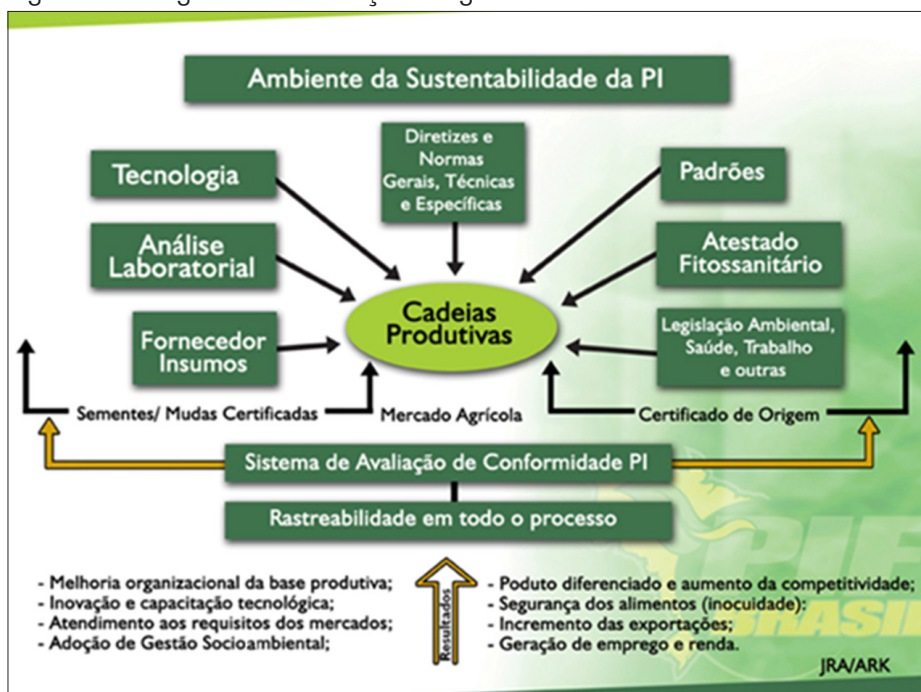 Ambiente da Sustentabilidade da PI
Tecnologia
Diretizes e
Normas
Gerais, Técnicas
e Específicas
Padrões
Análise
Laboratorial
Atestado
Fitossanitário
Cadeias
Produtivas
Fornecedor
Insumos
Legislação Ambiental,
Saúde, Trabalho
e outras
Sementes/ Mudas Certificadas
Mercado Agrícola
Certificado de Origem
Sistema de Avaliação de Conformidade PI
Rastreabilidade em todo o processo
- Melhoria organizacional da base produtiva;
- Inovação e capacitação tecnológica;
- Atendimento aos requisitos dos mercados;
- Adoção de Gestão Socioambiental;
Resultados
- Poduto diferenciado e aumento da competitividade;
- Segurança dos alimentos (inocuidade):
- Incremento das exportações;
- Geração de emprego e renda.
PIF
BRASIL
JRA/ARK